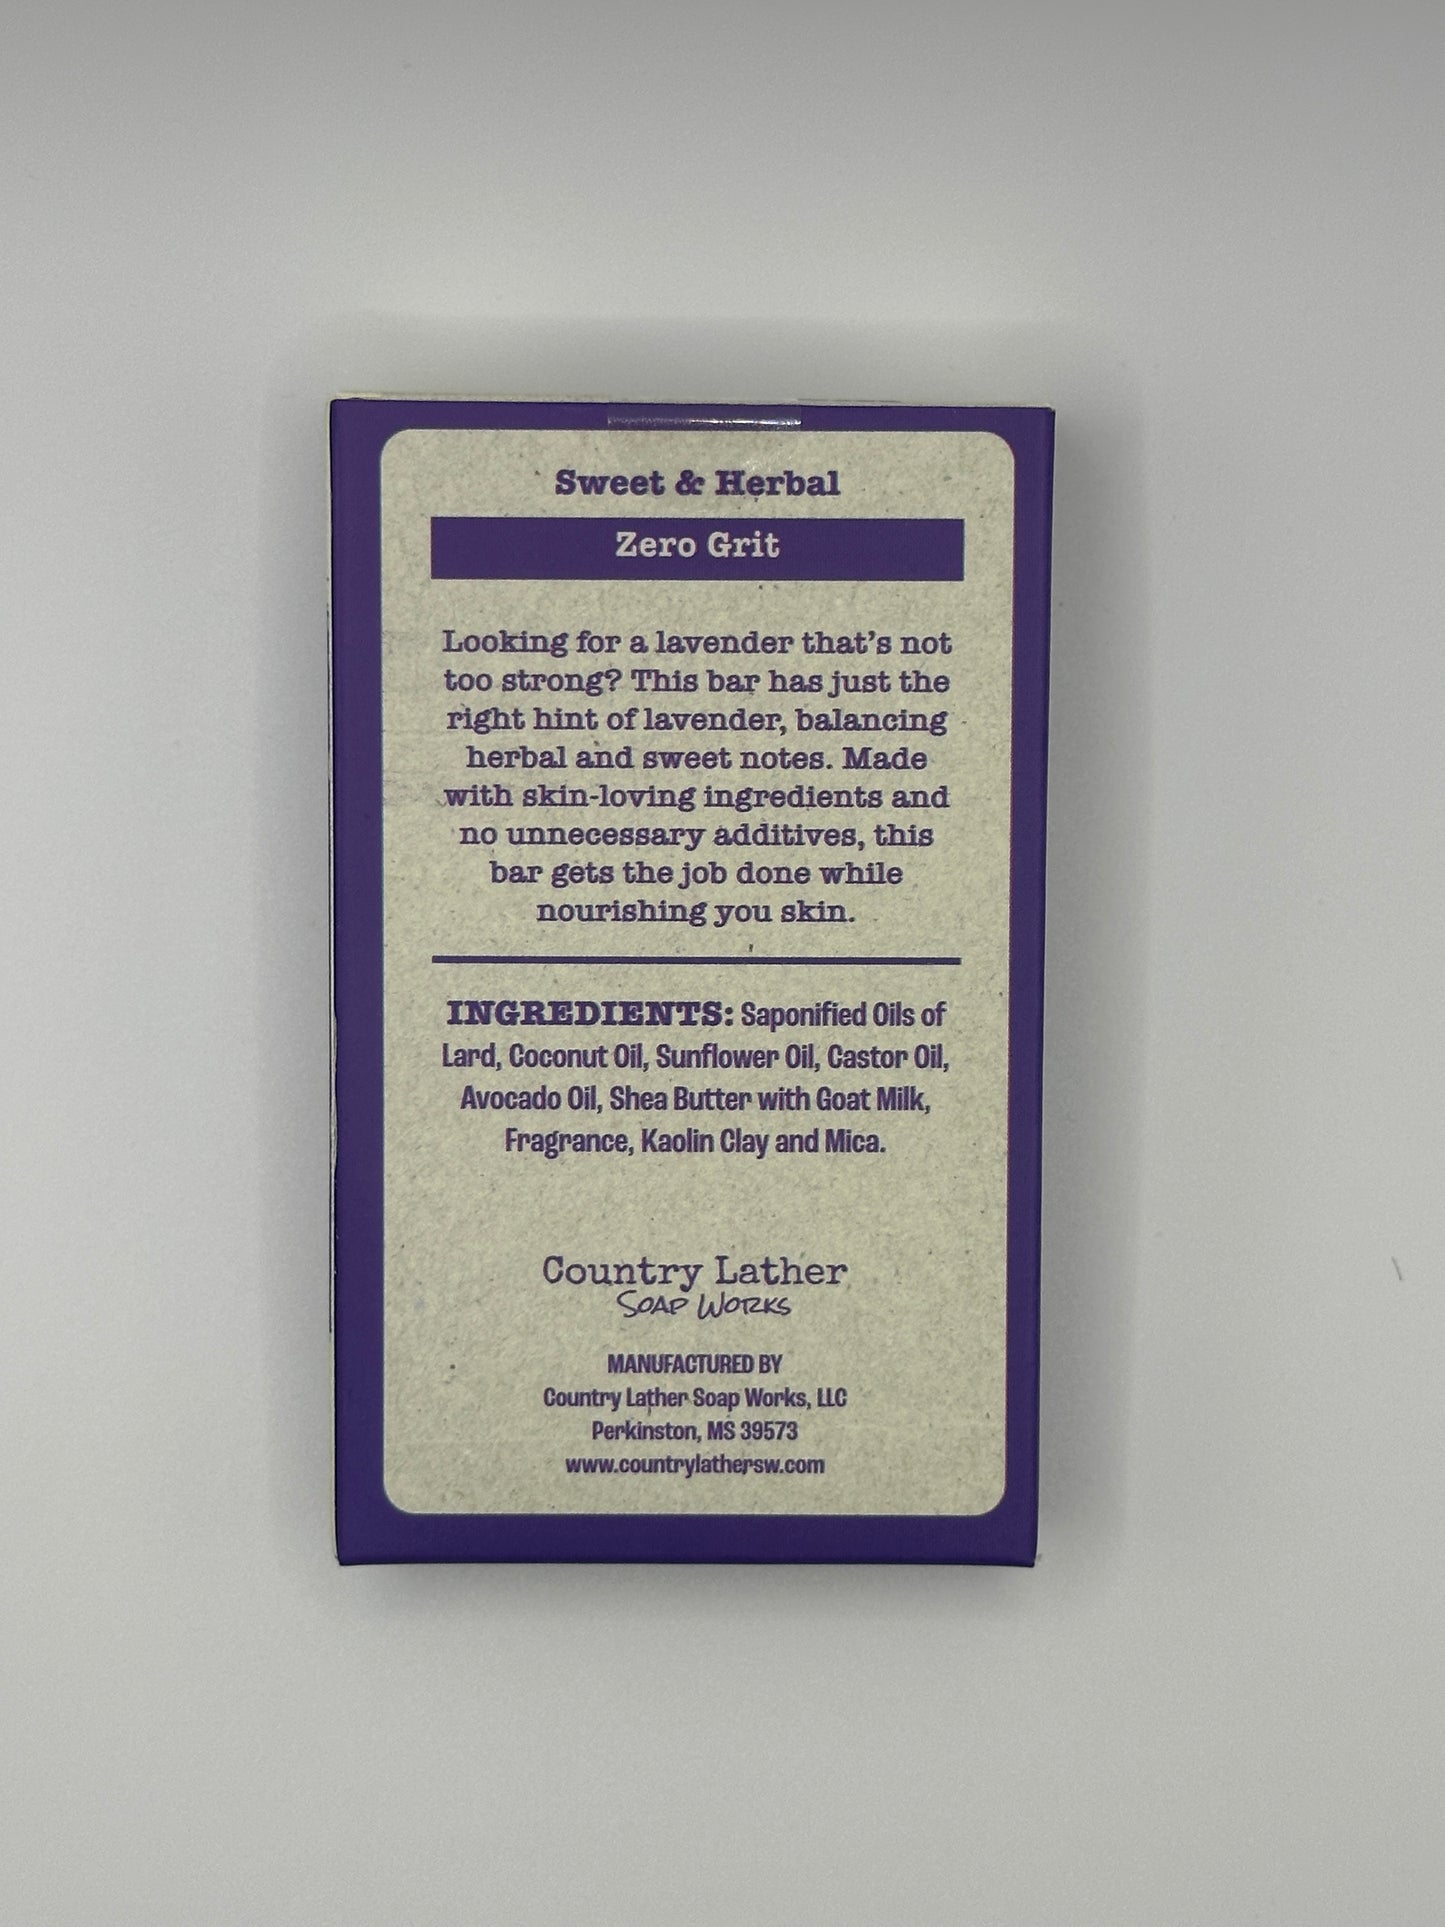 Sweet & Herbal
Zero Grit
Looking for a lavender that's not
too strong? This bar has just the
right hint of lavender, balancing
herbal and sweet notes. Made
with skin-loving ingredients and
no unnecessary additives, this
bar gets the job done while
nourishing you skin.
INGREDIENTS: Saponified Oils of
Lard, Coconut Oil, Sunflower Oil, Castor Oil,
Avocado Oil, Shea Butter with Goat Milk,
Fragrance, Kaolin Clay and Mica.
Country Lather
SOAP WORKS
MANUFACTURED BY
Country Lather Soap Works, LLC
Perkinston, MS 39573
www.countrylathersw.com